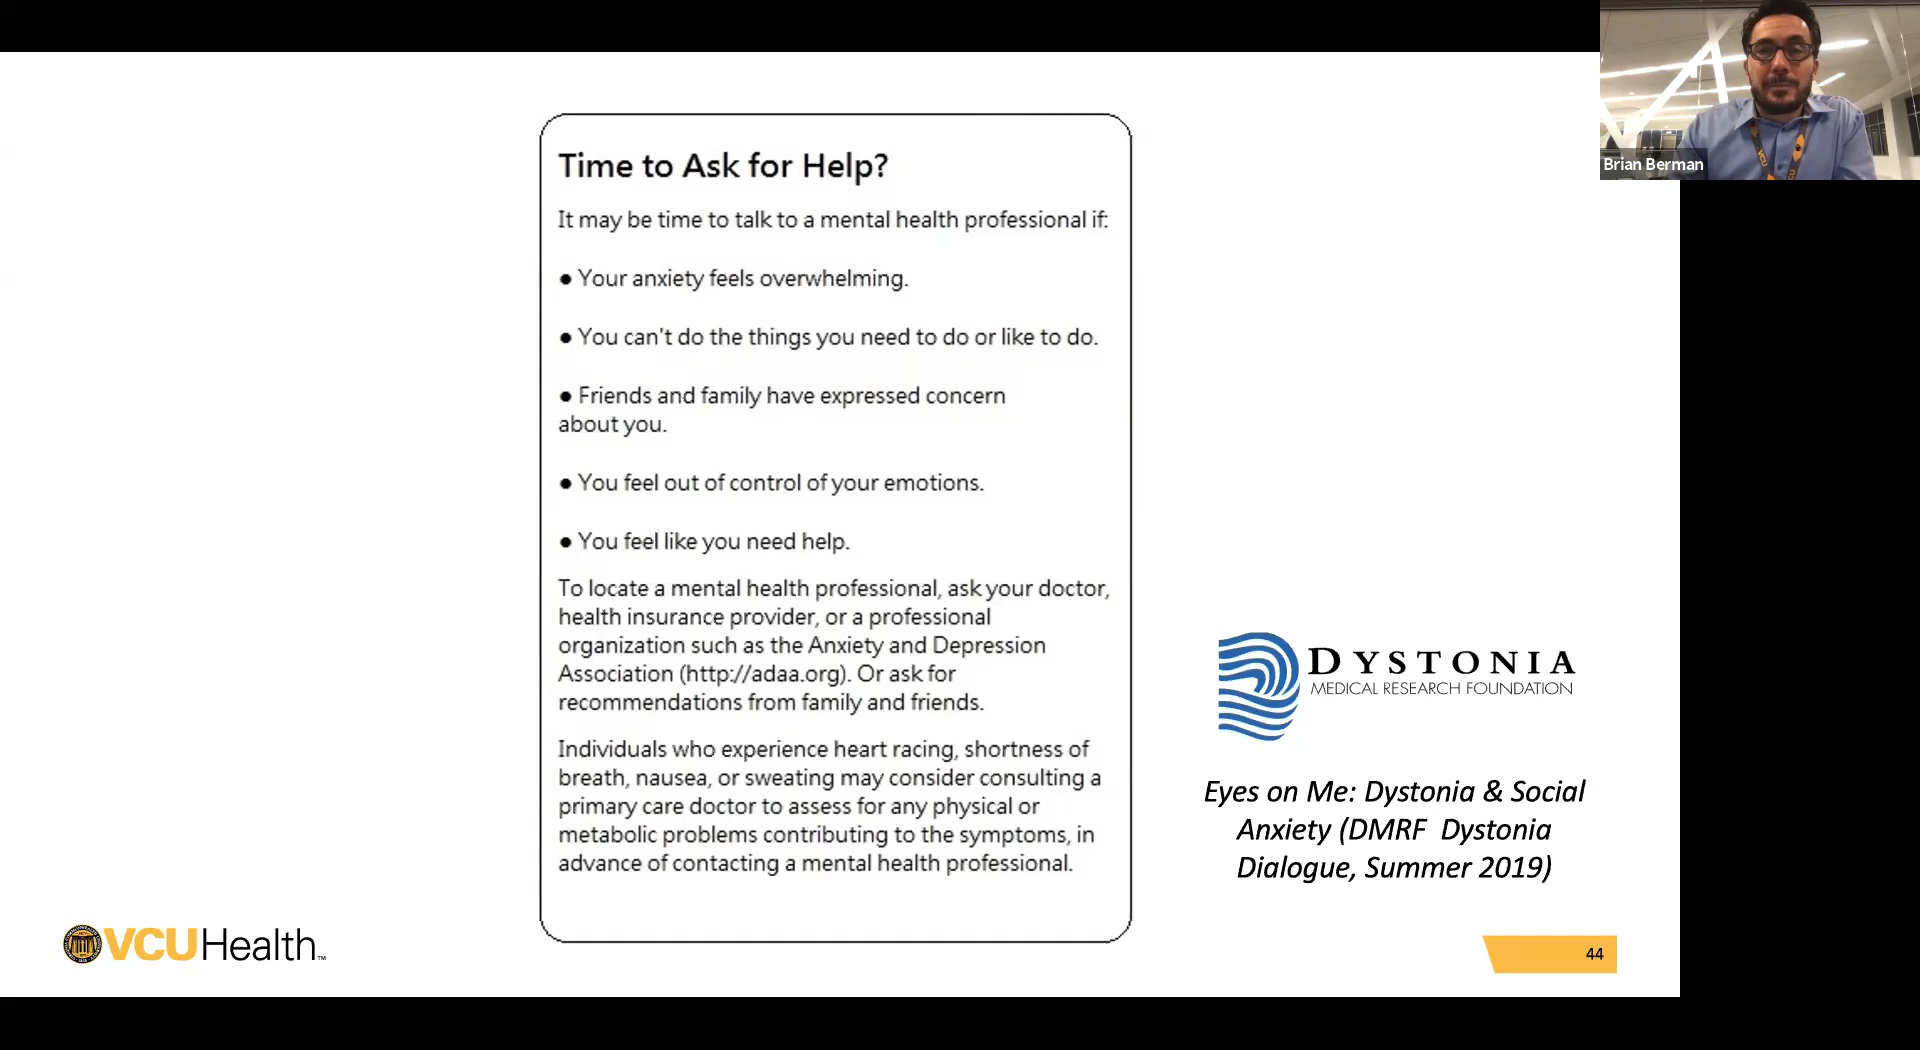 Time to Ask for Help?
It may be time to talk to a mental health professional if:
● Your anxiety feels overwhelming.
● You can't do the things you need to do or like to do.
● Friends and family have expressed concern
about you.
● You feel out of control of your emotions.
● You feel like you need help.
To locate a mental health professional, ask your doctor,
health insurance provider, or a professional
organization such as the Anxiety and Depression
Association (http://adaa.org). Or ask for
recommendations from family and friends.
Individuals who experience heart racing, shortness of
breath, nausea, or sweating may consider consulting a
primary care doctor to assess for any physical or
metabolic problems contributing to the symptoms, in
advance of contacting a mental health professional.
DYSTONIA
MEDICAL RESEARCH FOUNDATION
Eyes on Me: Dystonia & Social
Anxiety (DMRF Dystonia
Dialogue, Summer 2019)
VCUHealth™
44
Brian Berman
VCU